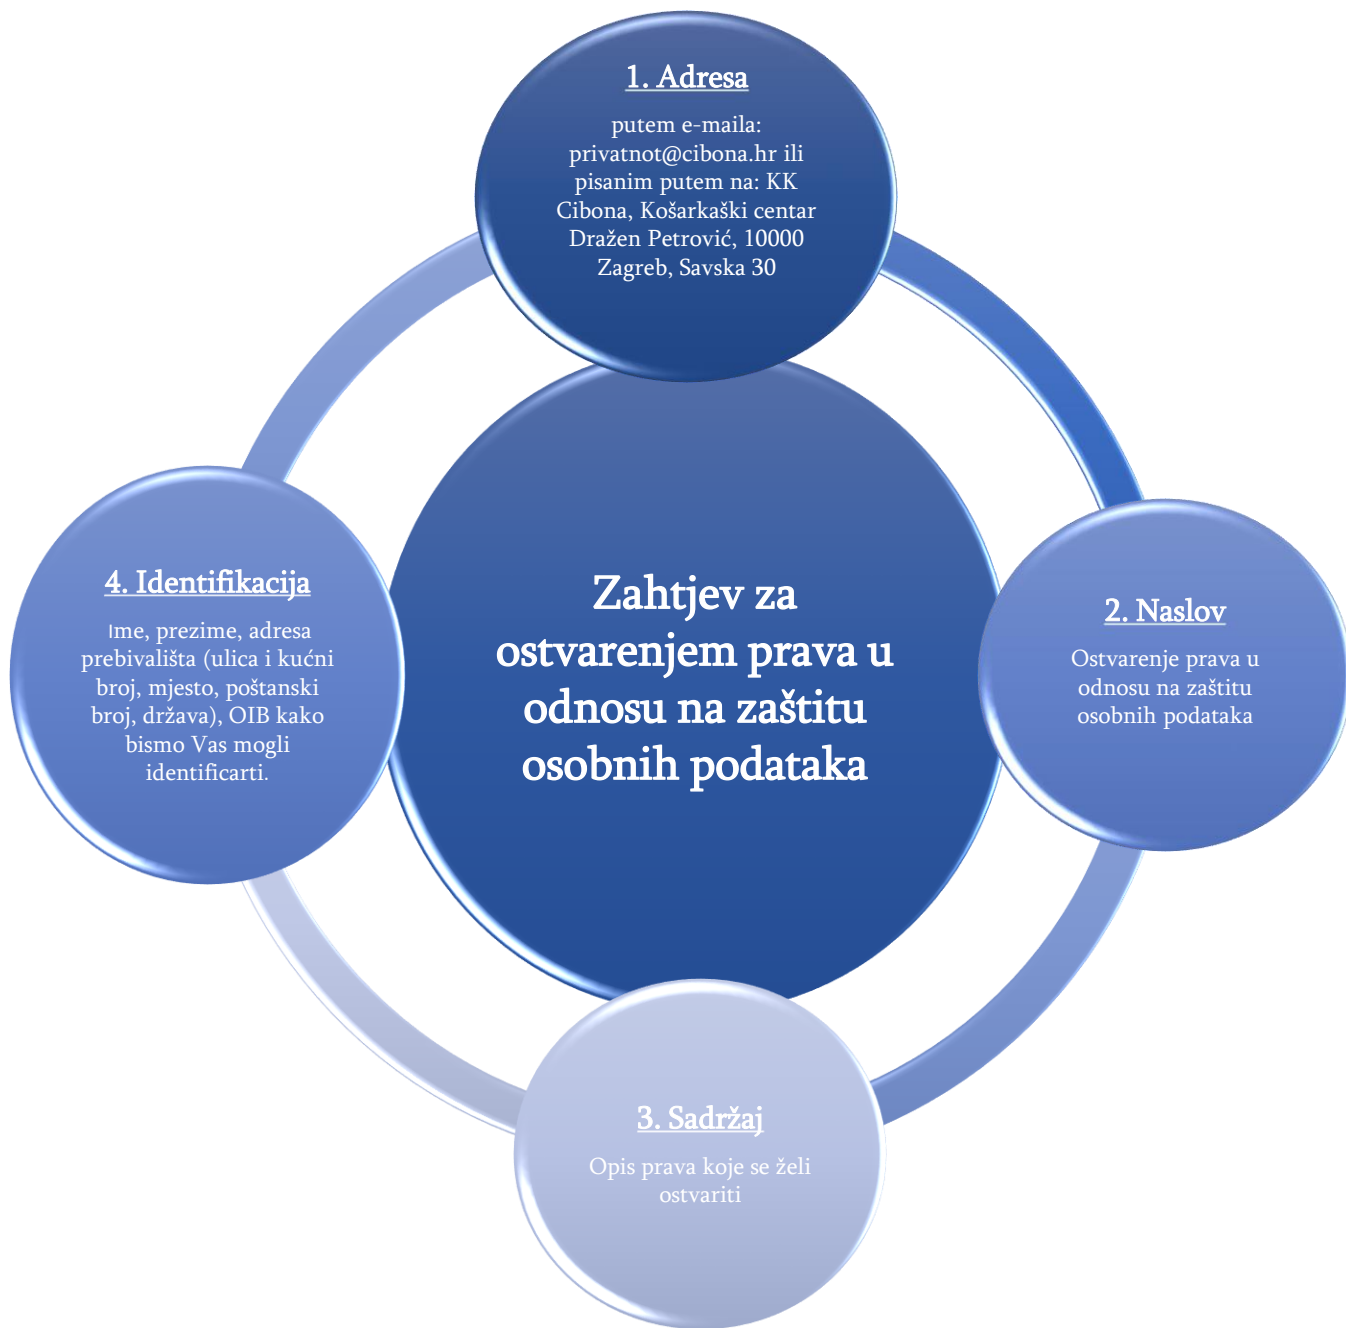 1. Adresa
putem e-maila:
privatnot@cibona.hr ili
pisanim putem na: KK
Cibona, Košarkaški centar
Dražen Petrović, 10000
Zagreb, Savska 30
Zahtjev za
ostvarenjem prava u
odnosu na zaštitu
osobnih podataka
2. Naslov
Ostvarenje prava u
odnosu na zaštitu
osobnih podataka
3. Sadržaj
Opis prava koje se želi
ostvariti
4. Identifikacija
Ime, prezime, adresa
prebivališta (ulica i kućni
broj, mjesto, poštanski
broj, država), OIB kako
bismo Vas mogli
identificarti.